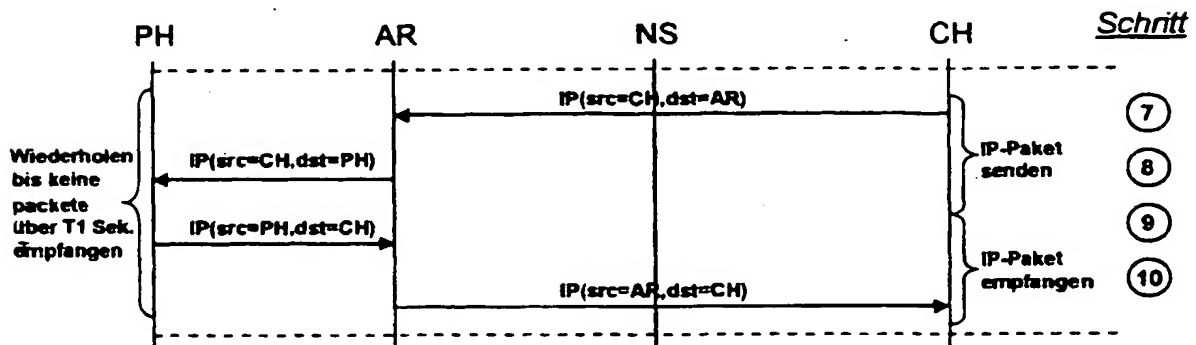 PH AR NS CH Schritt
IP(src=CH,dst=AR)
7
IP(src=CH,dst=PH)
8
Wiederholen
bis keine
packete
über T1 Sek.
empfangen
IP-Paket
senden
IP(src=PH,dst=CH)
9
IP(src=AR,dst=CH)
10
IP-Paket
empfangen